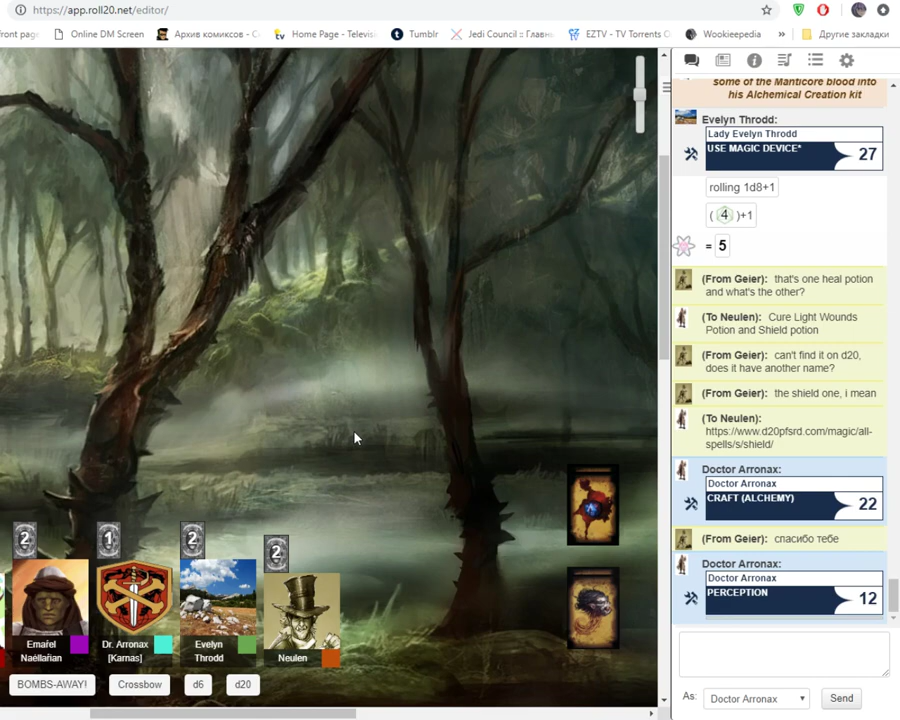 https://app.roll20.net/editor/
front page
Online DM Screen
Архив комиксов - С
Home Page - Televis
Tumblr
Jedi Council :: Главн
EZTV - TV Torrents O
Wookieepedia
»
Другие закладки
some of the Manticore blood into
his Alchemical Creation kit
Evelyn Throdd:
Lady Evelyn Throdd
USE MAGIC DEVICE*
27
rolling 1d8+1
( 4 )+1
= 5
(From Geier): that's one heal potion
and what's the other?
(To Neulen): Cure Light Wounds
Potion and Shield potion
(From Geier): can't find it on d20,
does it have another name?
(From Geier): the shield one, i mean
(To Neulen):
https://www.d20pfsrd.com/magic/all-
spells/s/shield/
Doctor Arronax:
Doctor Arronax
CRAFT (ALCHEMY)
22
(From Geier): спасибо тебе
Doctor Arronax:
Doctor Arronax
PERCEPTION
12
2
1
2
2
Emařel
Naëllařian
Dr. Arronax
[Karnas]
Evelyn
Throdd
Neulen
BOMBS-AWAY!
Crossbow
d6
d20
As:
Doctor Arronax
Send